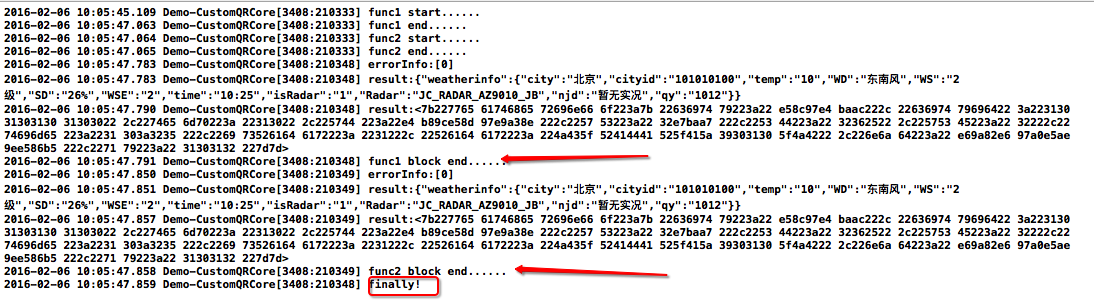 2016-02-06 10:05:45.109 Demo-CustomQRCore[3408:210333] func1 start......
2016-02-06 10:05:47.063 Demo-CustomQRCore[3408:210333] func1 end......
2016-02-06 10:05:47.064 Demo-CustomQRCore[3408:210333] func2 start......
2016-02-06 10:05:47.065 Demo-CustomQRCore[3408:210333] func2 end......
2016-02-06 10:05:47.783 Demo-CustomQRCore[3408:210348] errorInfo:[0]
2016-02-06 10:05:47.783 Demo-CustomQRCore[3408:210348] result:{"weatherinfo":{"city":"北京","cityid":"101010100","temp":"10","WD":"东南风","WS":"2
级","SD":"26%","WSE":"2","time":"10:25","isRadar":"1","Radar":"JC_RADAR_AZ9010_JB","njd":"暂无实况","qy":"1012"}}
2016-02-06 10:05:47.790 Demo-CustomQRCore[3408:210348] result:<7b227765 61746865 72696e66 6f223a7b 22636974 79223a22 e58c97e4 baac222c 22636974 79696422 3a223130
31303130 31303022 2c227465 6d70223a 22313022 2c225744 223a22e4 b89ce58d 97e9a38e 222c2257 53223a22 32e7baa7 222c2253 44223a22 32362522 2c225753 45223a22 32222c22
74696d65 223a2231 303a3235 222c2269 73526164 6172223a 2231222c 22526164 6172223a 224a435f 52414441 525f415a 39303130 5f4a4222 2c226e6a 64223a22 e69a82e6 97a0e5ae
9ee586b5 222c2271 79223a22 31303132 227d7d>
2016-02-06 10:05:47.791 Demo-CustomQRCore[3408:210348] func1 block end......
2016-02-06 10:05:47.850 Demo-CustomQRCore[3408:210349] errorInfo:[0]
2016-02-06 10:05:47.851 Demo-CustomQRCore[3408:210349] result:{"weatherinfo":{"city":"北京","cityid":"101010100","temp":"10","WD":"东南风","WS":"2
级","SD":"26%","WSE":"2","time":"10:25","isRadar":"1","Radar":"JC_RADAR_AZ9010_JB","njd":"暂无实况","qy":"1012"}}
2016-02-06 10:05:47.857 Demo-CustomQRCore[3408:210349] result:<7b227765 61746865 72696e66 6f223a7b 22636974 79223a22 e58c97e4 baac222c 22636974 79696422 3a223130
31303130 31303022 2c227465 6d70223a 22313022 2c225744 223a22e4 b89ce58d 97e9a38e 222c2257 53223a22 32e7baa7 222c2253 44223a22 32362522 2c225753 45223a22 32222c22
74696d65 223a2231 303a3235 222c2269 73526164 6172223a 2231222c 22526164 6172223a 224a435f 52414441 525f415a 39303130 5f4a4222 2c226e6a 64223a22 e69a82e6 97a0e5ae
9ee586b5 222c2271 79223a22 31303132 227d7d>
2016-02-06 10:05:47.858 Demo-CustomQRCore[3408:210349] func2 block end......
2016-02-06 10:05:47.859 Demo-CustomQRCore[3408:210348] finally!